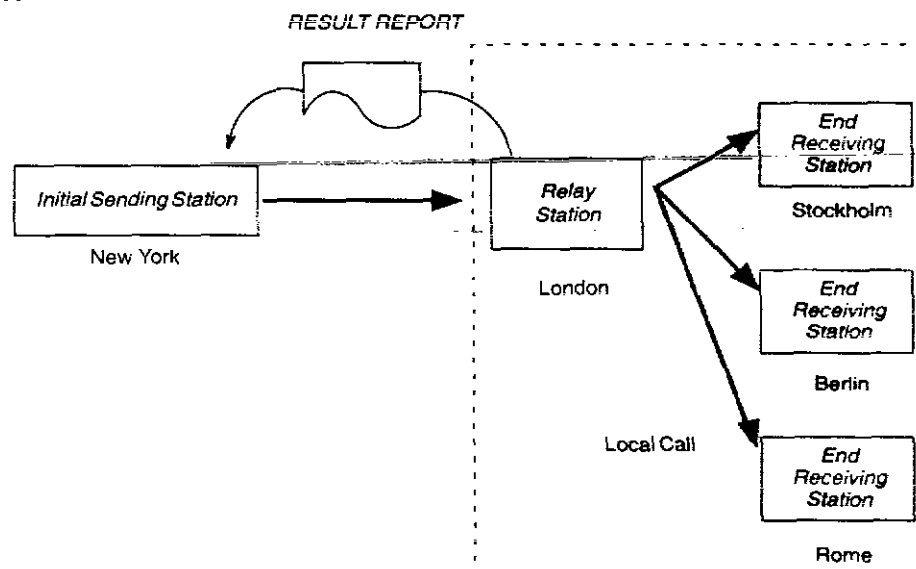 RESULT REPORT
Initial Sending Station
New York
Relay
Station
London
End
Receiving
Station
Stockholm
End
Receiving
Station
Berlin
Local Call
End
Receiving
Station
Rome